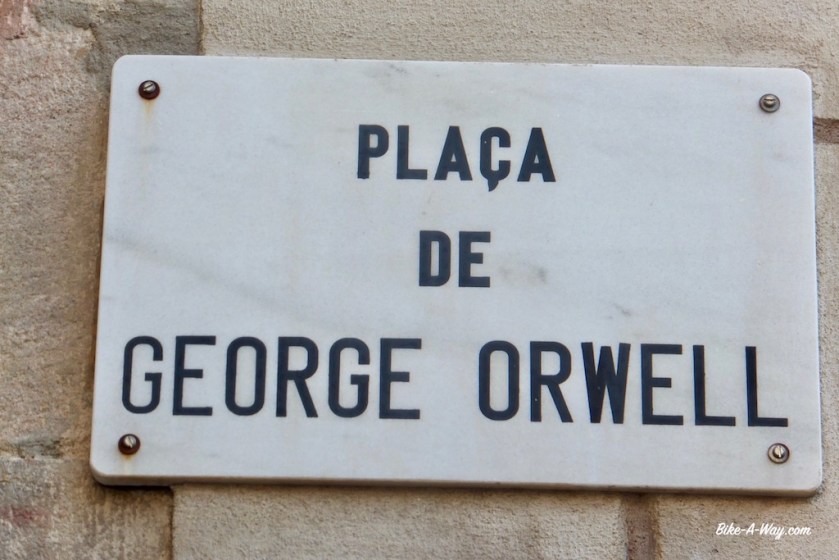 PLAÇA
DE
GEORGE ORWELL
Bike-A-Way.com